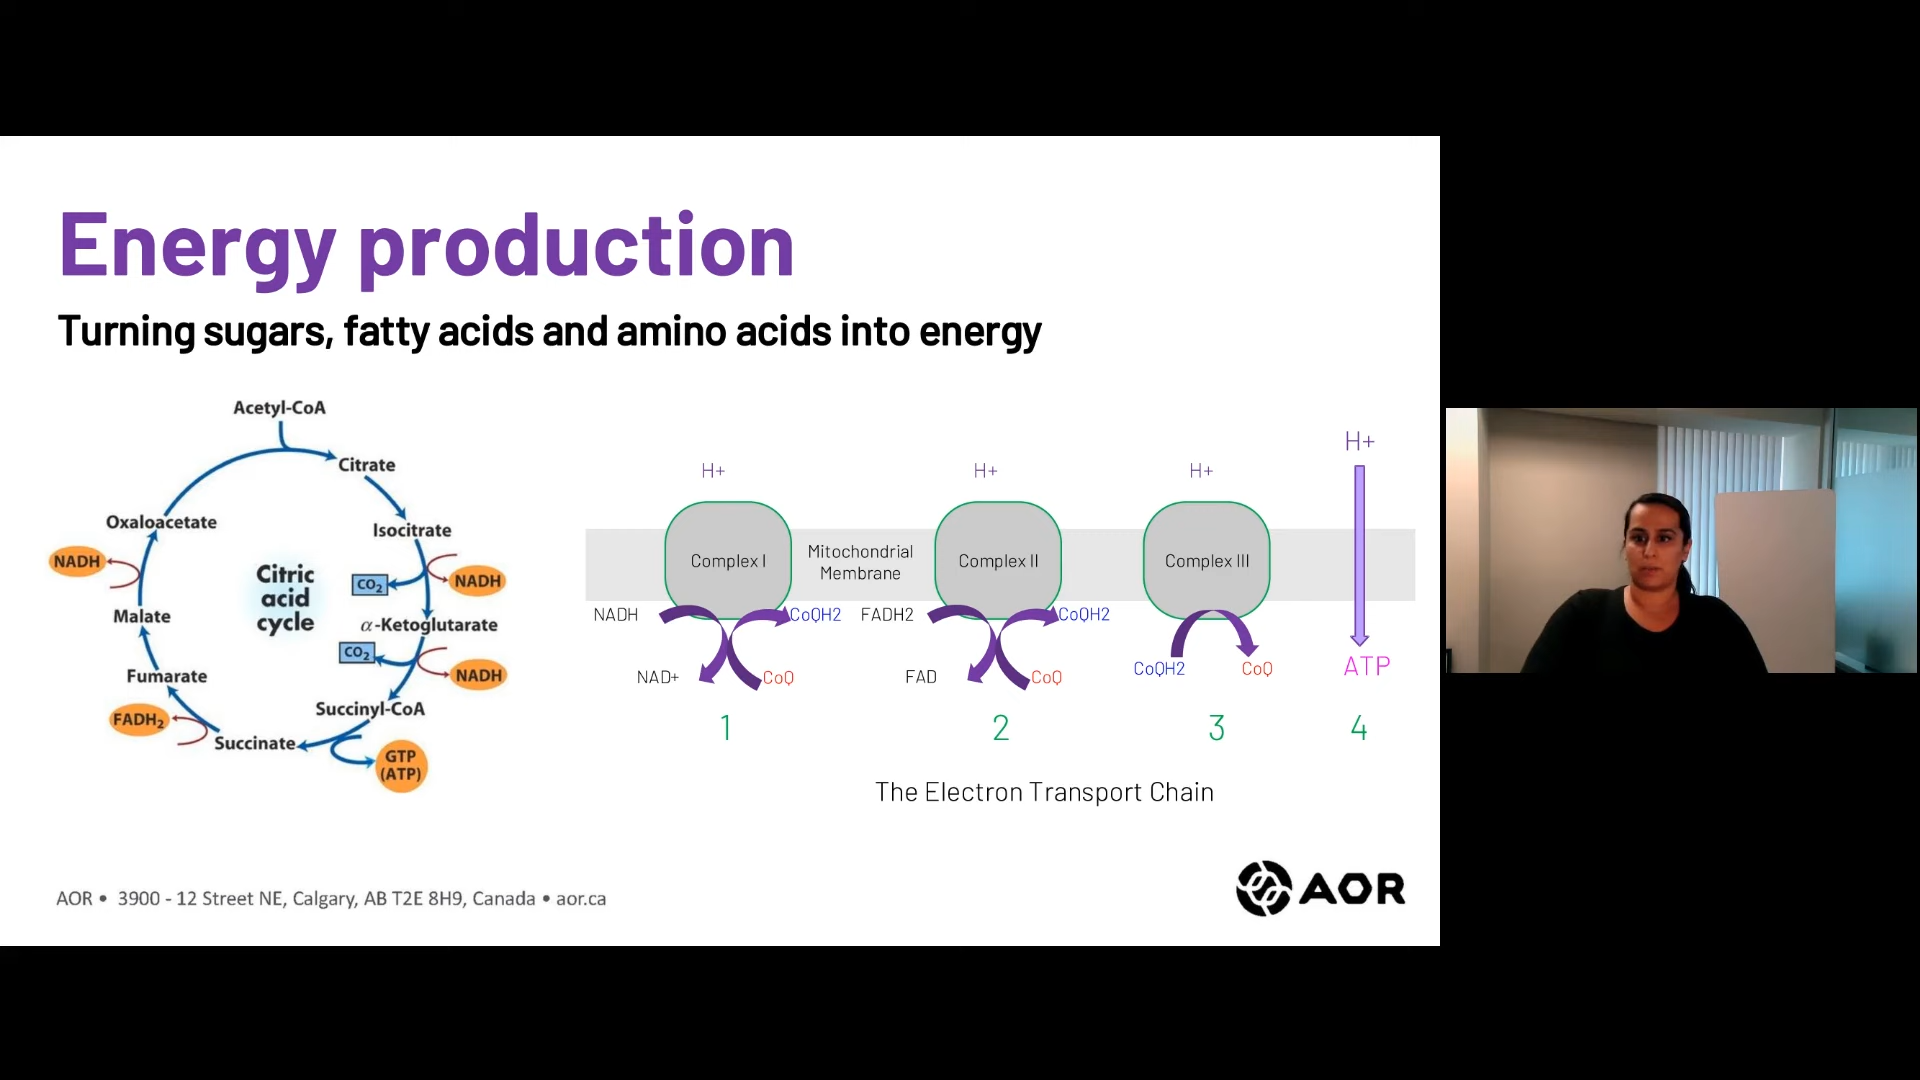 Energy production
Turning sugars, fatty acids and amino acids into energy
Acetyl-CoA
Citrate
Isocitrate
CO2
NADH
α-Ketoglutarate
CO2
NADH
Succinyl-CoA
GTP
(ATP)
Succinate
FADH2
Fumarate
Malate
NADH
Oxaloacetate
Citric
acid
cycle
H+
H+
H+
H+
Complex I
Mitochondrial
Membrane
Complex II
Complex III
NADH
CoQH2
FADH2
CoQH2
NAD+
CoQ
FAD
CoQ
CoQH2
CoQ
ATP
1
2
3
4
The Electron Transport Chain
AOR • 3900 - 12 Street NE, Calgary, AB T2E 8H9, Canada • aor.ca
AOR